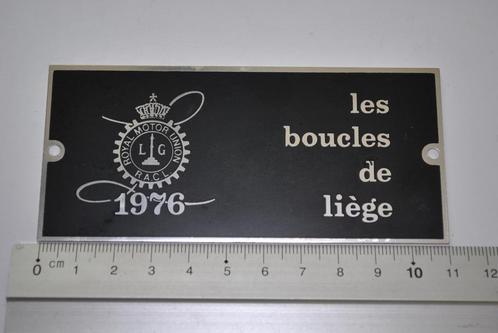 les
boucles
de
liège
ROYAL MOTOR UNION
L G
R.A.C.L.
1976
0 cm 1 2 3 4 5 6 7 8 9 10 11 12